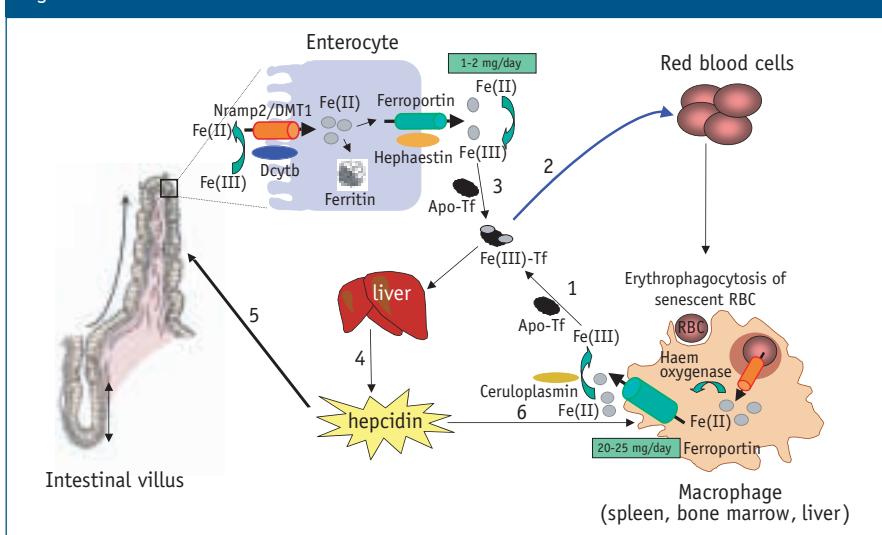 Enterocyte
1-2 mg/day
Red blood cells
Nramp2/DMT1
Fe(II)
Ferroportin
Fe(II)
Fe(II)
Fe(III)
Hephaestin
Dcytb
Fe(III)
Ferritin
3
2
Apo-Tf
Fe(III)-Tf
Erythrophagocytosis of
senescent RBC
liver
1
5
Apo-Tf
Fe(III)
RBC
Haem
oxygenase
4
Ceruloplasmin
Fe(II)
hepcidin
6
Fe(II)
20-25 mg/day
Ferroportin
Intestinal villus
Macrophage
(spleen, bone marrow, liver)